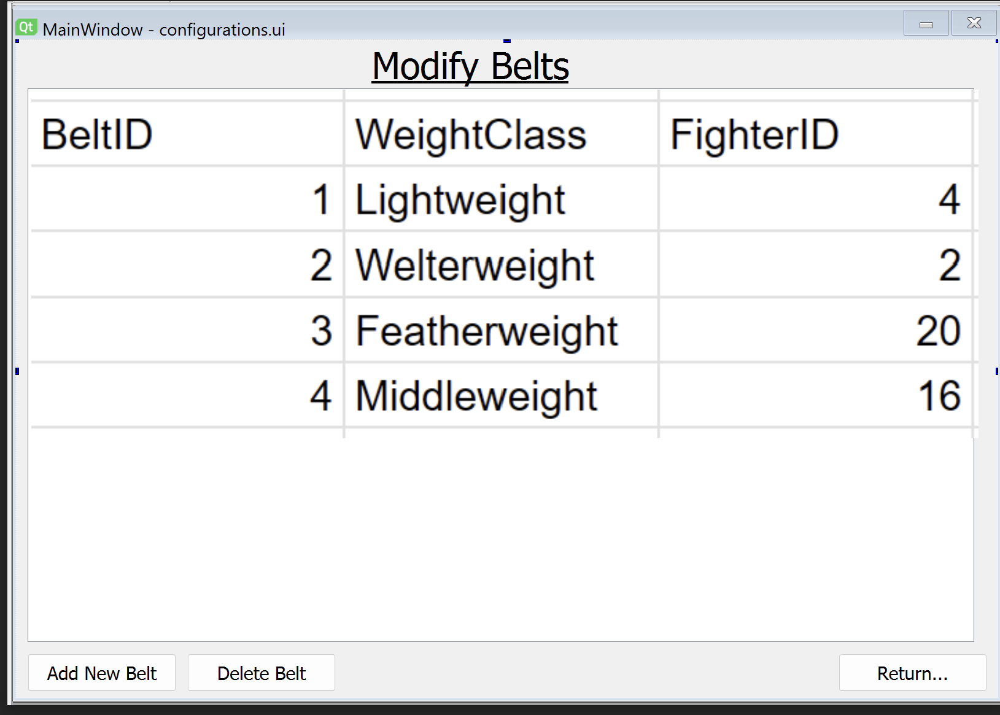 Qt MainWindow - configurations.ui
Modify Belts
BeltID WeightClass FighterID
1 Lightweight 4
2 Welterweight 2
3 Featherweight 20
4 Middleweight 16
Add New Belt Delete Belt Return...